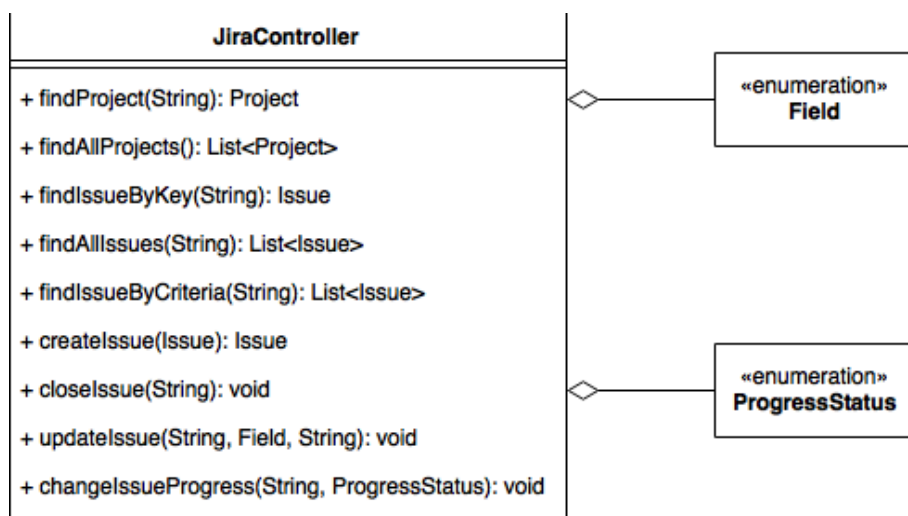 JiraController
+ findProject(String): Project
+ findAllProjects(): List<Project>
+ findIssueByKey(String): Issue
+ findAllIssues(String): List<Issue>
+ findIssueByCriteria(String): List<Issue>
+ createIssue(Issue): Issue
+ closeIssue(String): void
+ updateIssue(String, Field, String): void
+ changeIssueProgress(String, ProgressStatus): void
«enumeration»
Field
«enumeration»
ProgressStatus